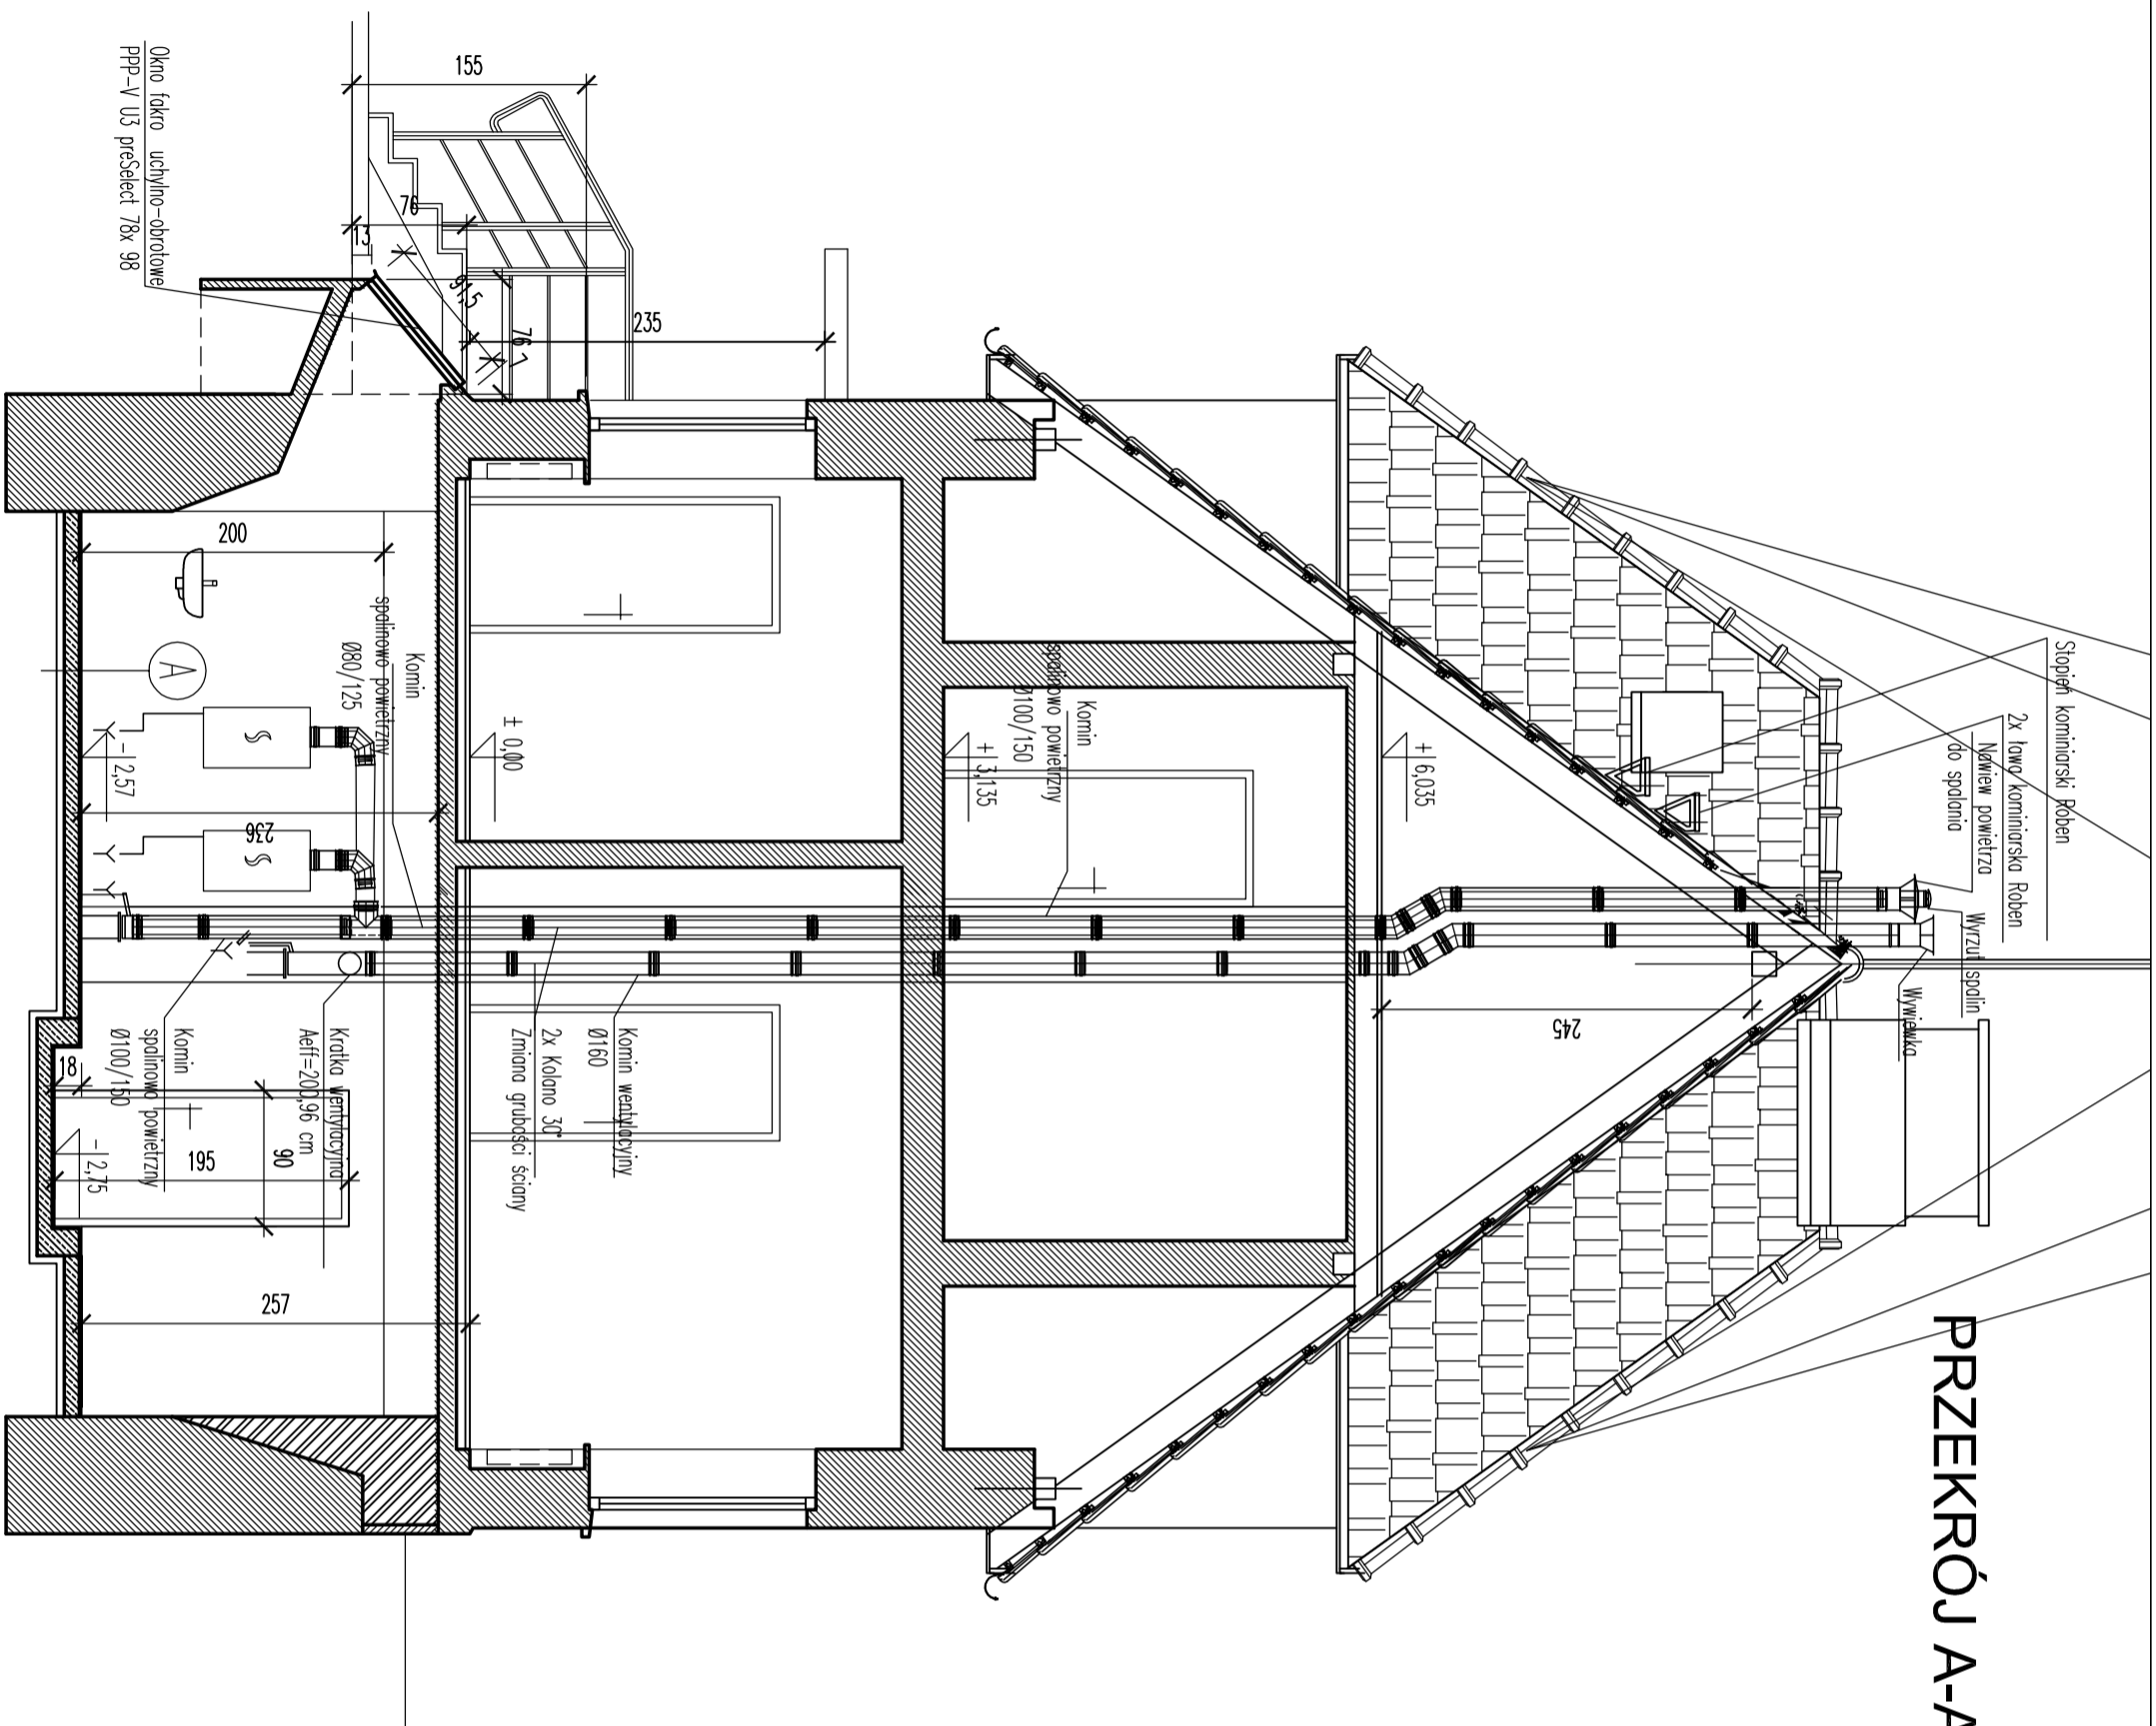 PRZEKRÓJ A-A
Stopień kominiarski Roben
2x ława kominiarska Roben
Nawiew powietrza
do spalania
Wyrzut spalin
Wywiewka
245
+ 6,035
Komin
spalinowo powietrzny
Ø100/150
+ 3,135
235
155
76
13
91,5
76
Okno fakro uchylno-obrotowe
PPP-V U3 preSelect 78x 98
± 0,00
Komin wentylacyjny
Ø160
2x Kolano 30°
Zmiana grubości ściany
Komin
spalinowo powietrzny
Ø80/125
200
A
- 2,57
236
Kratka wentylacyjna
Aeff=200,96 cm
Komin
spalinowo powietrzny
Ø100/150
18
90
195
- 2,75
257